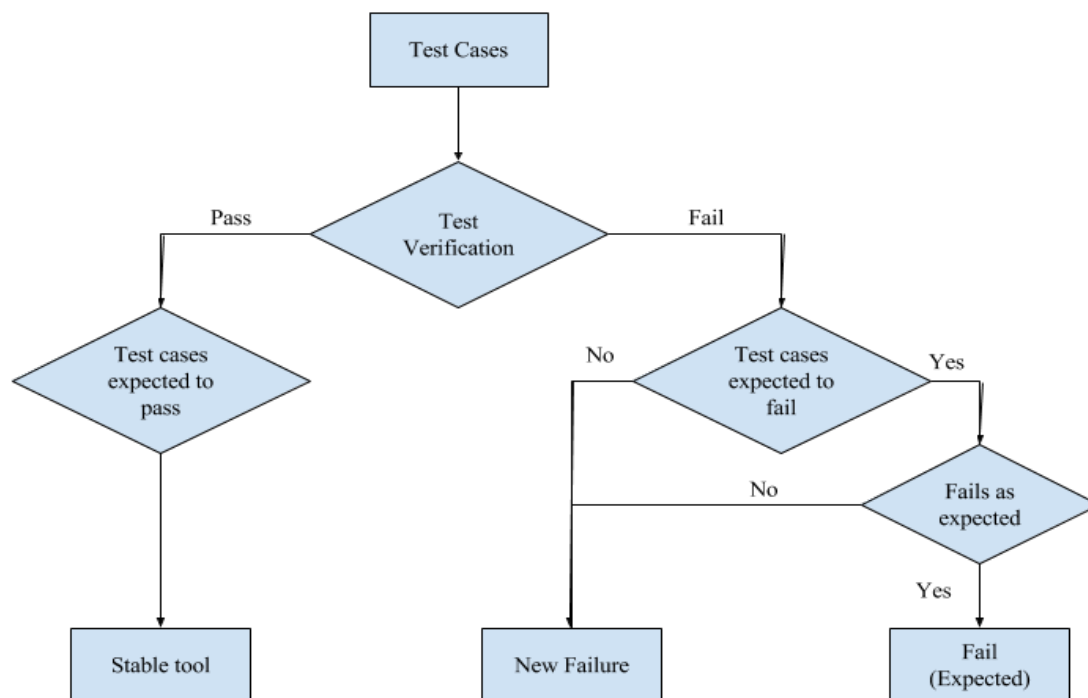 Test Cases
Pass
Test
Verification
Fail
Test cases
expected to
pass
No
Test cases
expected to
fail
Yes
No
Fails as
expected
Yes
Stable tool
New Failure
Fail
(Expected)